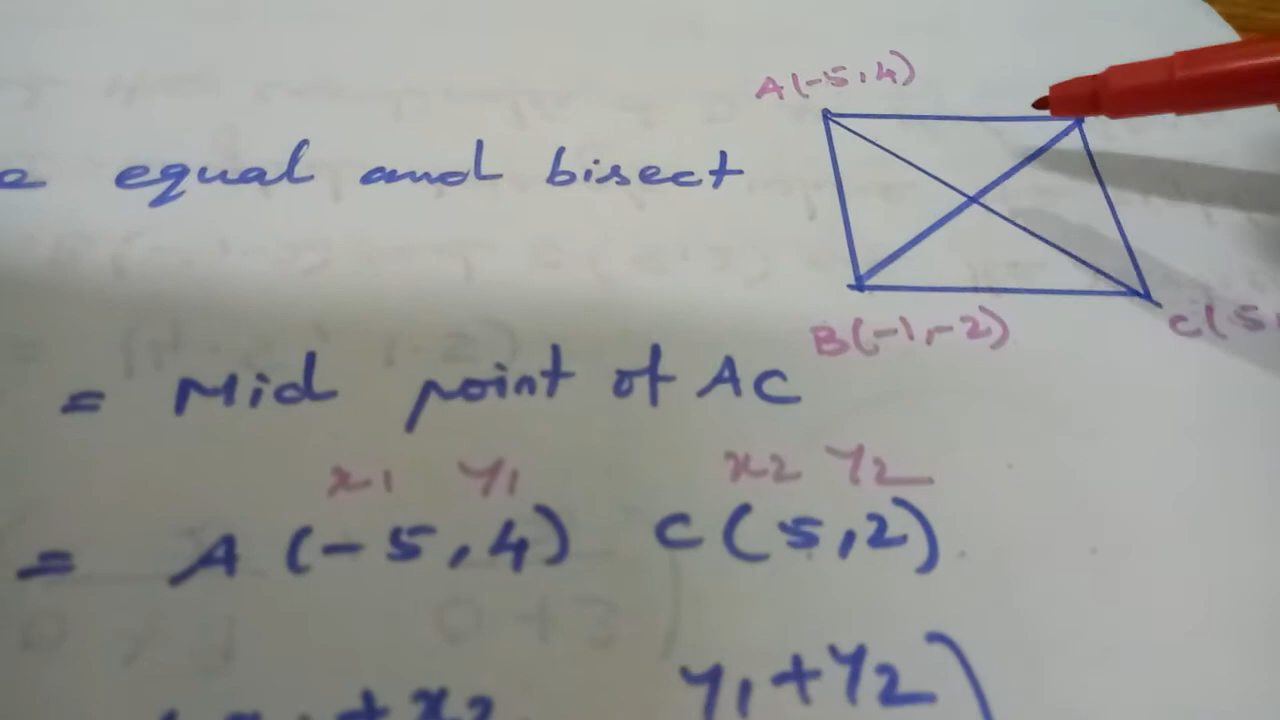 A(-5,4)
equal and bisect
B(-1,-2)
C(5,
= Mid point of AC
x1 y1 x2 y2
= A(-5,4) C(5,2)
+ x2 y1+y2)